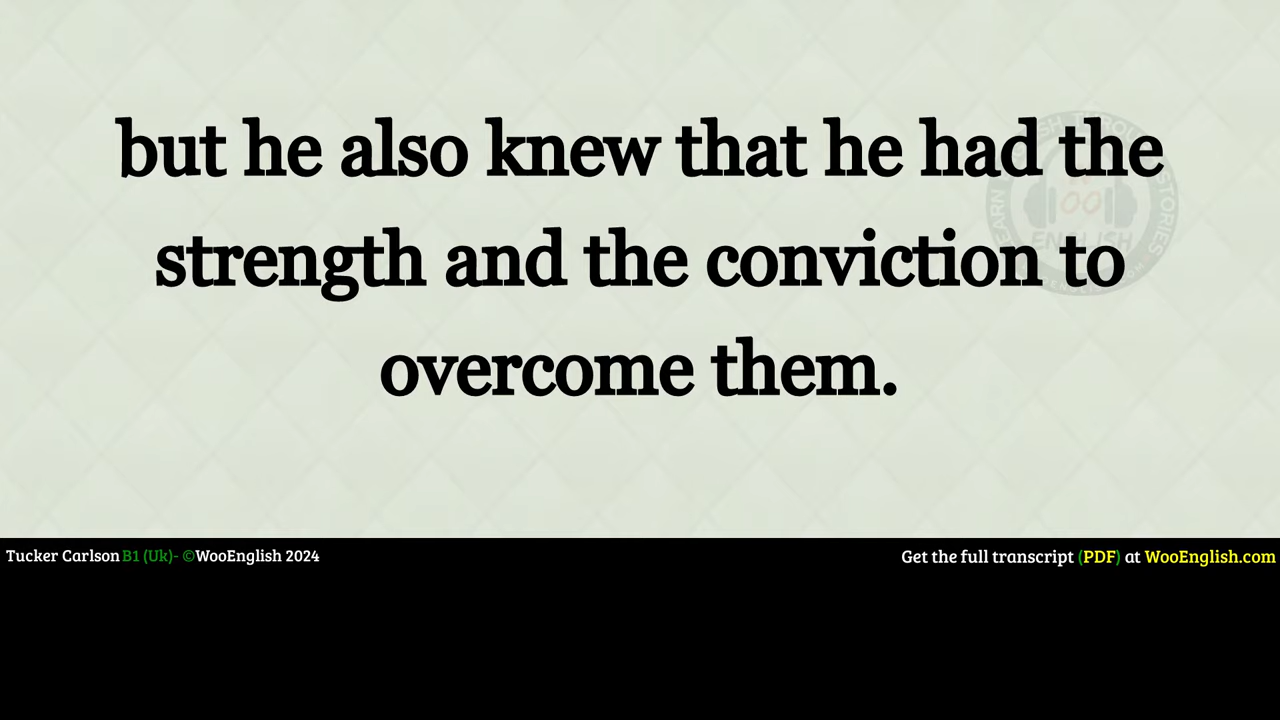 but he also knew that he had the
strength and the conviction to
overcome them.
Tucker Carlson B1 (Uk)- ©WooEnglish 2024
Get the full transcript (PDF) at WooEnglish.com